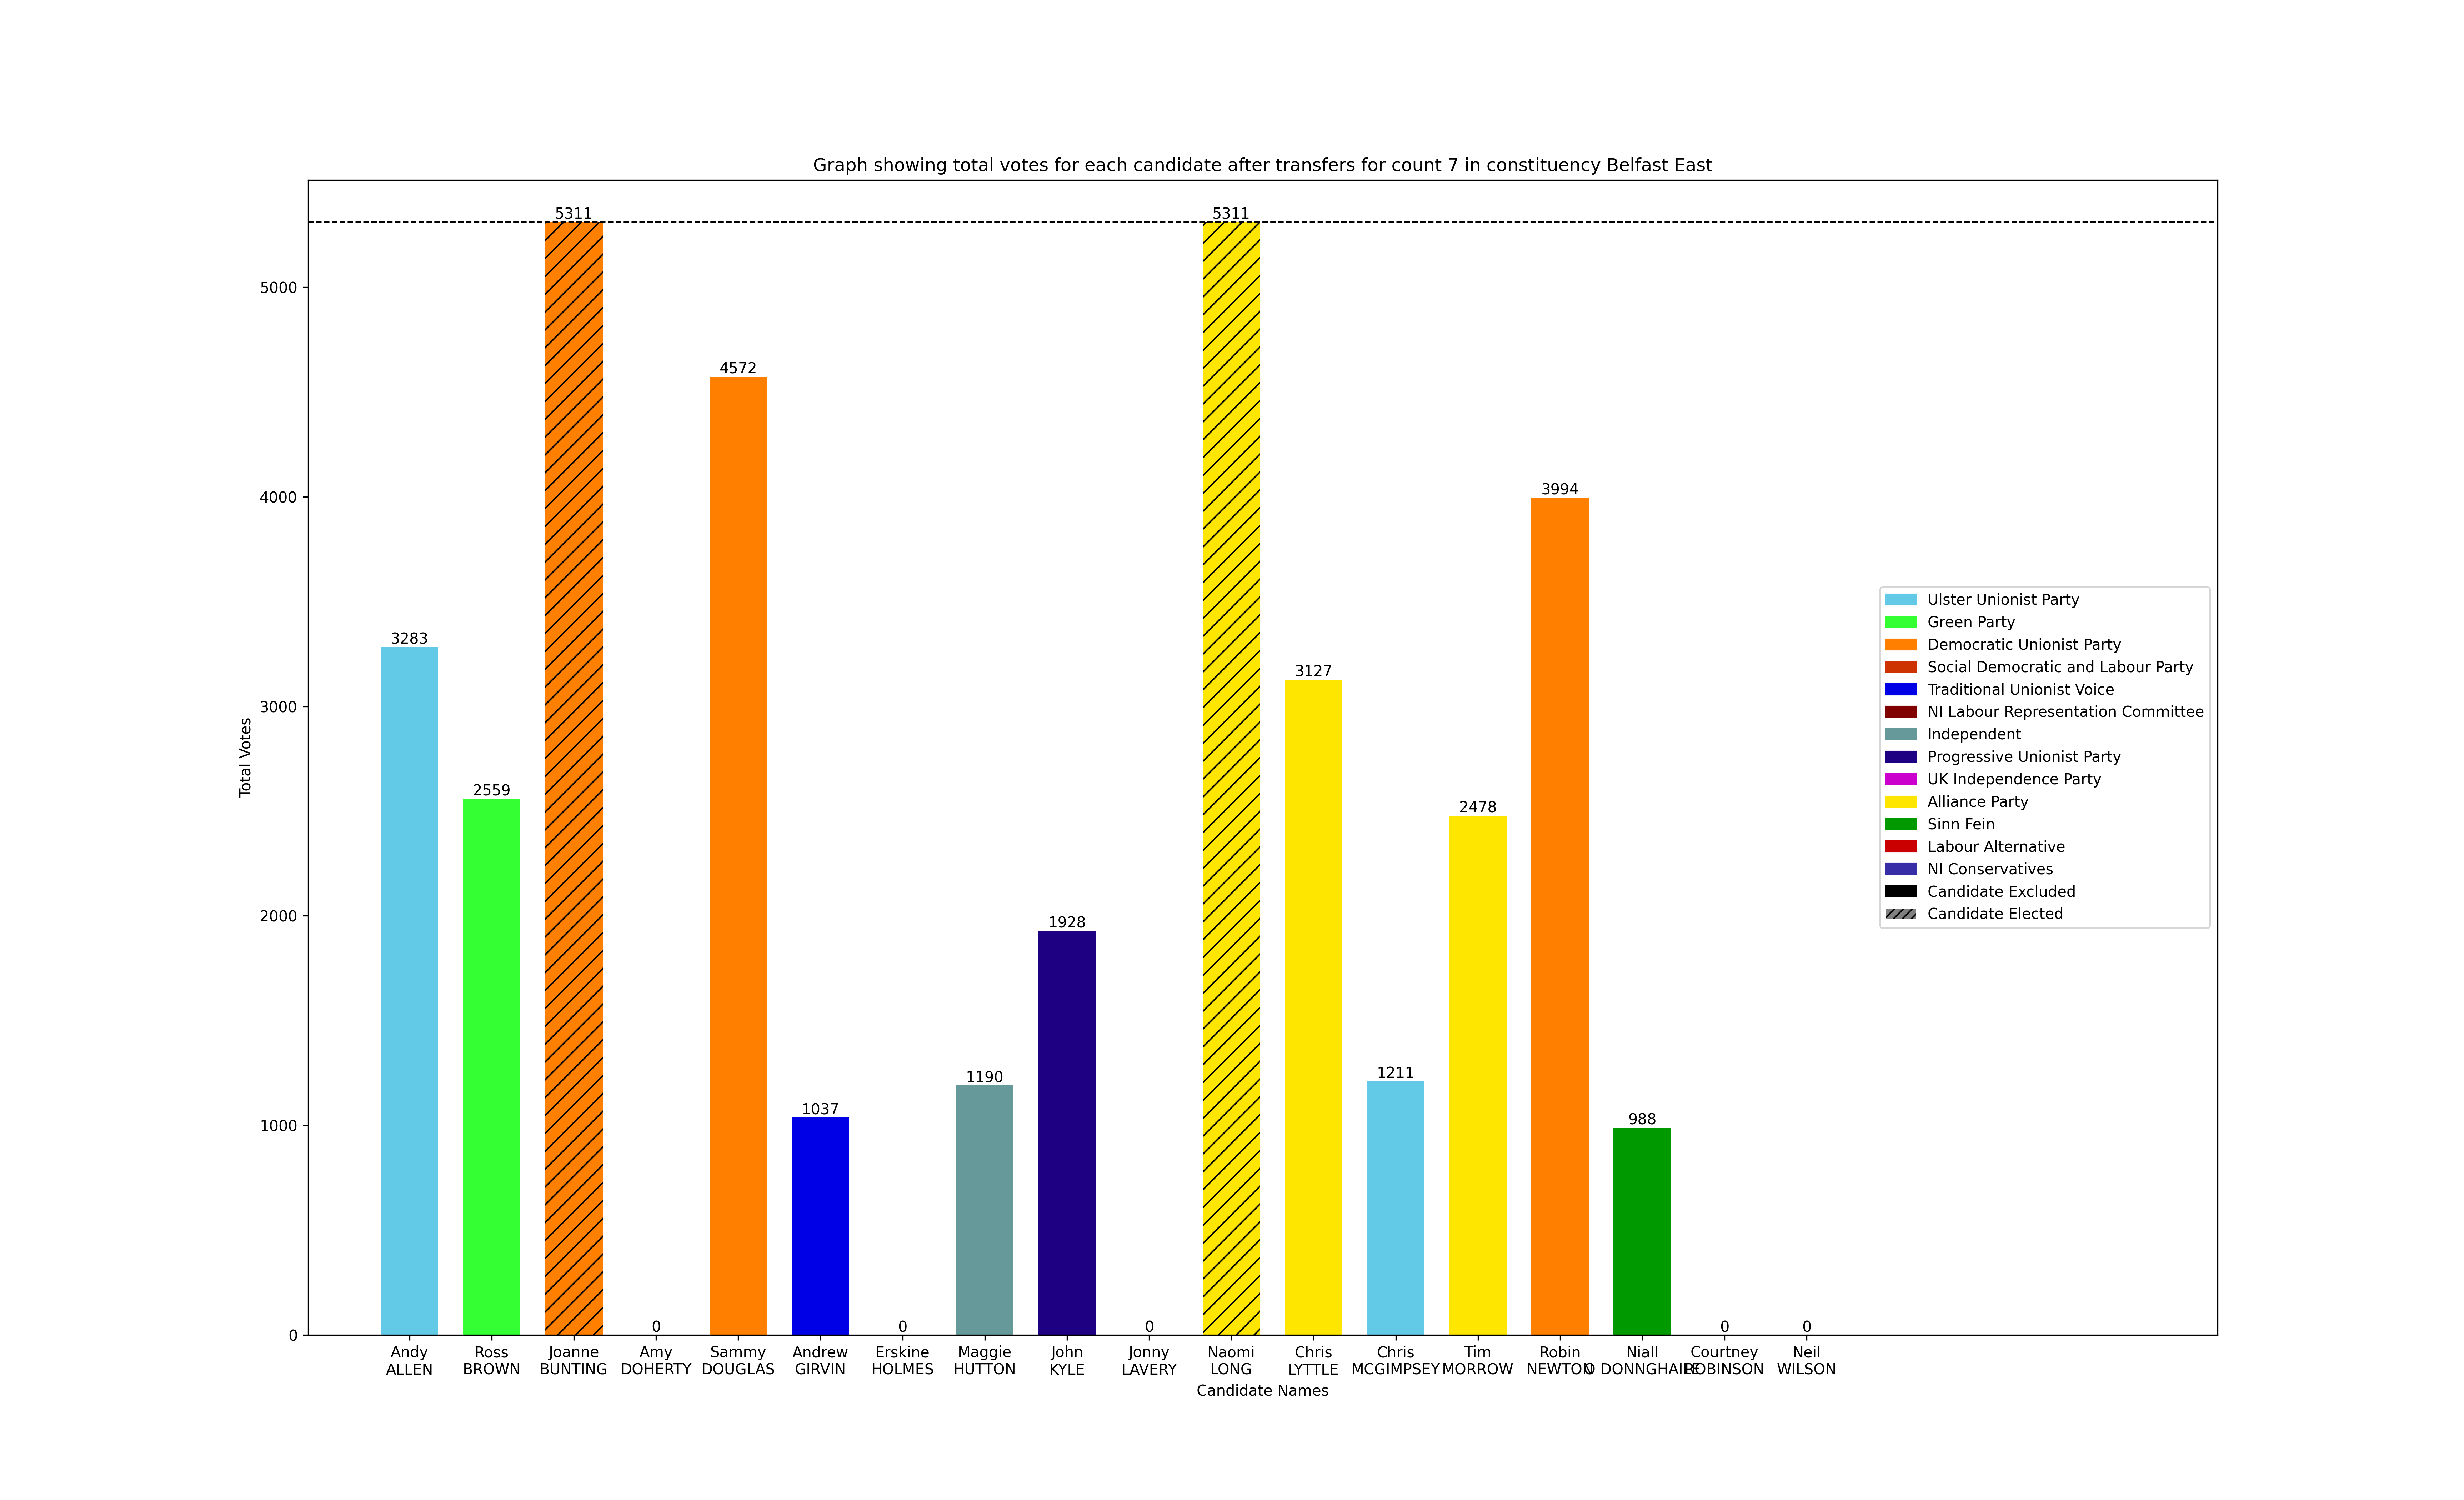 Graph showing total votes for each candidate after transfers for count 7 in constituency Belfast East
Total Votes
5000
4000
3000
2000
1000
0
3283
2559
5311
0
4572
1037
0
1190
1928
0
5311
3127
1211
2478
3994
988
0
0
Andy
ALLEN
Ross
BROWN
Joanne
BUNTING
Amy
DOHERTY
Sammy
DOUGLAS
Andrew
GIRVIN
Erskine
HOLMES
Maggie
HUTTON
John
KYLE
Jonny
LAVERY
Naomi
LONG
Chris
LYTTLE
Chris
MCGIMPSEY
Tim
MORROW
Robin
NEWTON
Niall
O DONNGHAILE
Courtney
ROBINSON
Neil
WILSON
Candidate Names
Ulster Unionist Party
Green Party
Democratic Unionist Party
Social Democratic and Labour Party
Traditional Unionist Voice
NI Labour Representation Committee
Independent
Progressive Unionist Party
UK Independence Party
Alliance Party
Sinn Fein
Labour Alternative
NI Conservatives
Candidate Excluded
Candidate Elected